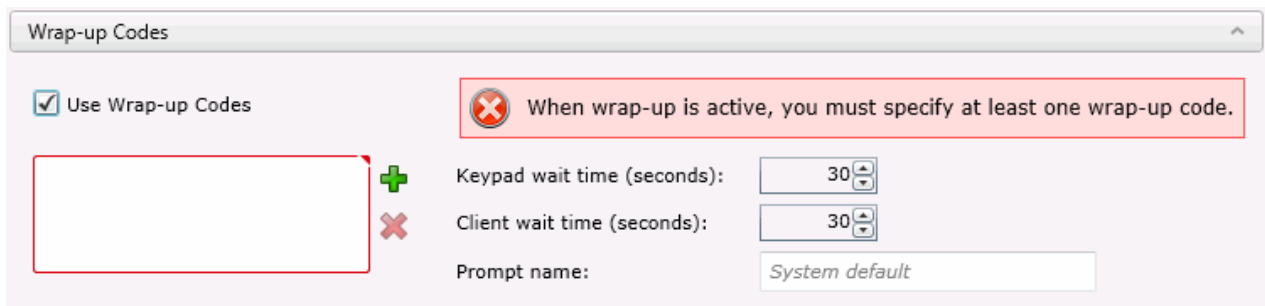 Wrap-up Codes
Use Wrap-up Codes
When wrap-up is active, you must specify at least one wrap-up code.
Keypad wait time (seconds): 30
Client wait time (seconds): 30
Prompt name: System default